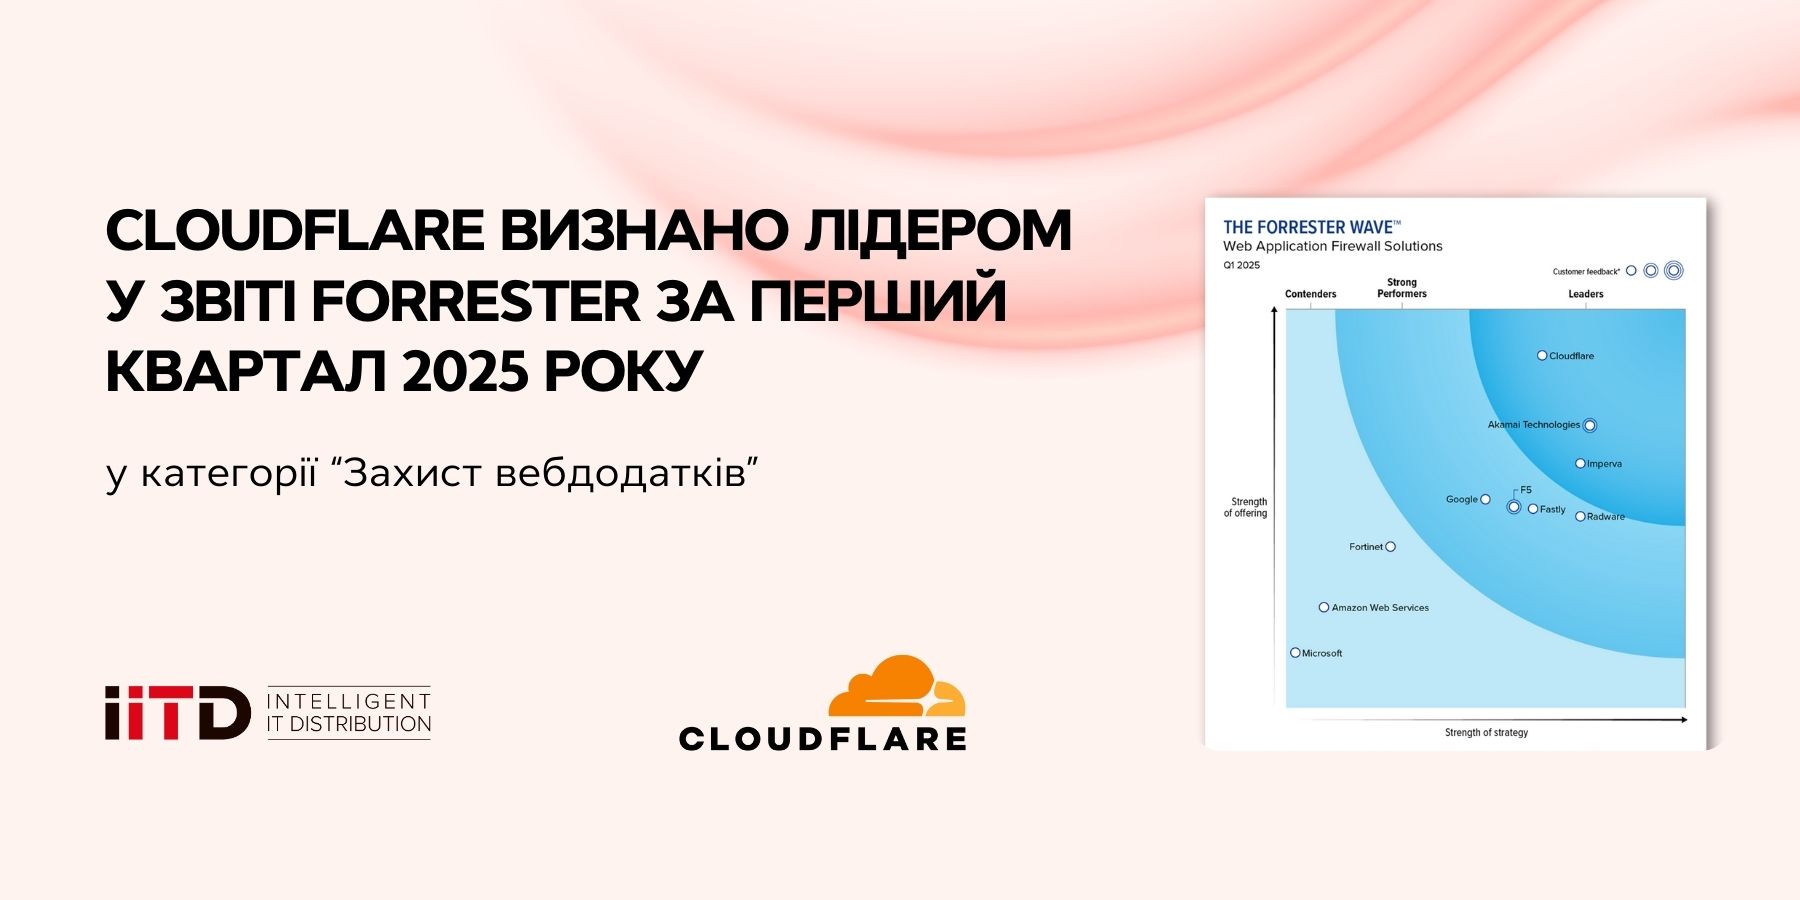 CLOUDFLARE ВИЗНАНО ЛІДЕРОМ
У ЗВІТІ FORRESTER ЗА ПЕРШИЙ
КВАРТАЛ 2025 РОКУ
у категорії “Захист вебдодатків”
iiTD
INTELLIGENT
IT DISTRIBUTION
CLOUDFLARE
THE FORRESTER WAVE™
Web Application Firewall Solutions
Q1 2025
Customer feedback*
Contenders
Strong
Performers
Leaders
Cloudflare
Akamai Technologies
Imperva
F5
Google
Fastly
Radware
Strength
of offering
Fortinet
Amazon Web Services
Microsoft
Strength of strategy